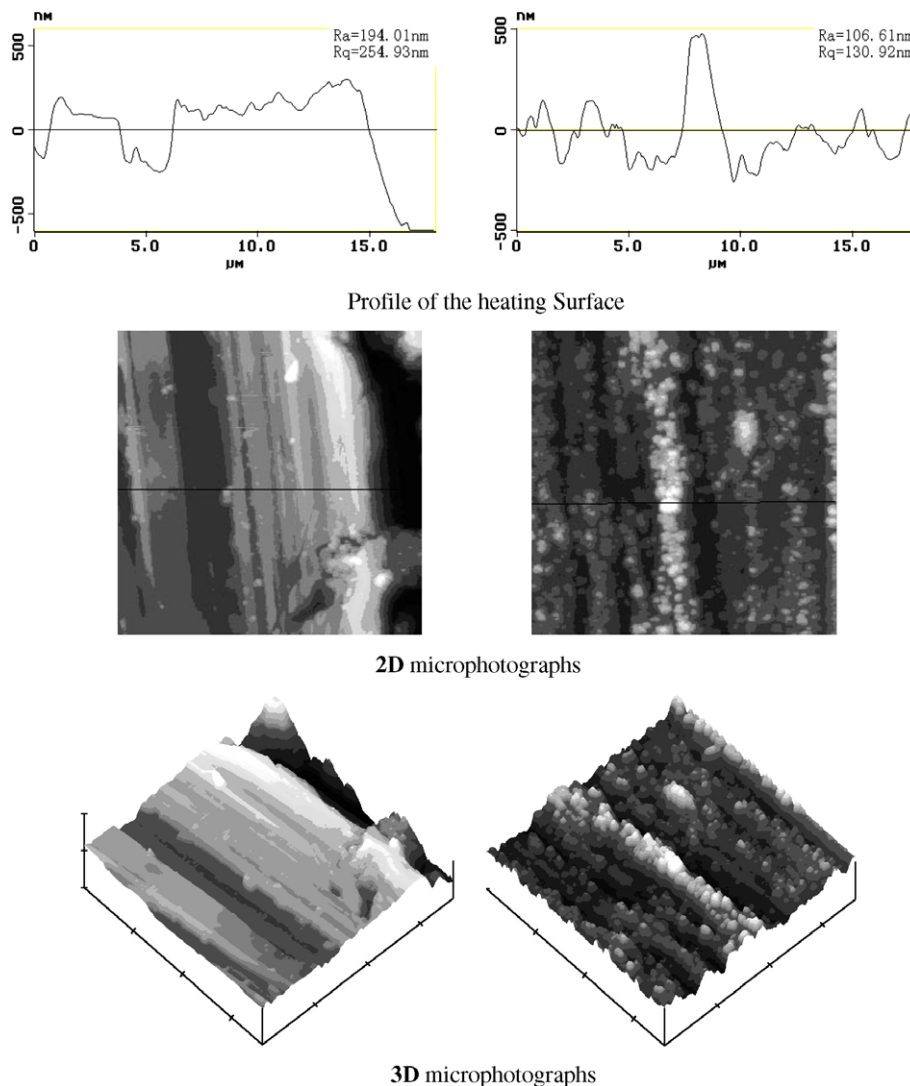 nM
Ra=194.01nm
Rq=254.93nm
500
0
-500
0 5.0 10.0 15.0
μM
nM
Ra=106.61nm
Rq=130.92nm
500
0
-500
0 5.0 10.0 15.0
μM
Profile of the heating Surface
2D microphotographs
3D microphotographs